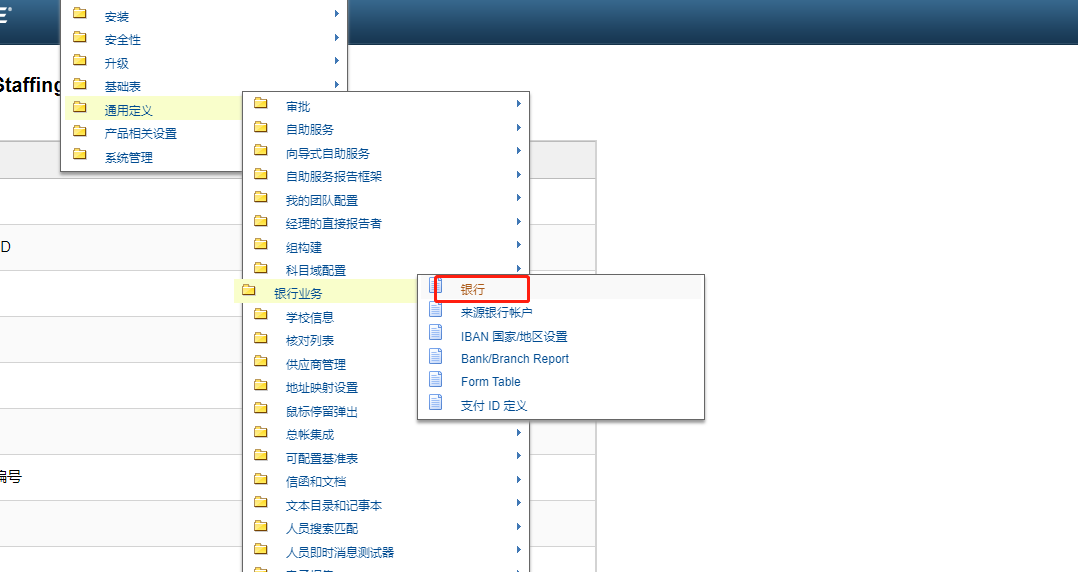 安装
安全性
升级
Staffing
基础表
通用定义
产品相关设置
系统管理
审批
自助服务
向导式自助服务
自助服务报告框架
我的团队配置
经理的直接报告者
组构建
科目域配置
银行业务
学校信息
核对列表
供应商管理
地址映射设置
鼠标停留弹出
总帐集成
可配置基准表
信函和文档
文本目录和记事本
人员搜索匹配
人员即时消息测试器
银行
来源银行帐户
IBAN 国家/地区设置
Bank/Branch Report
Form Table
支付 ID 定义
D
编号